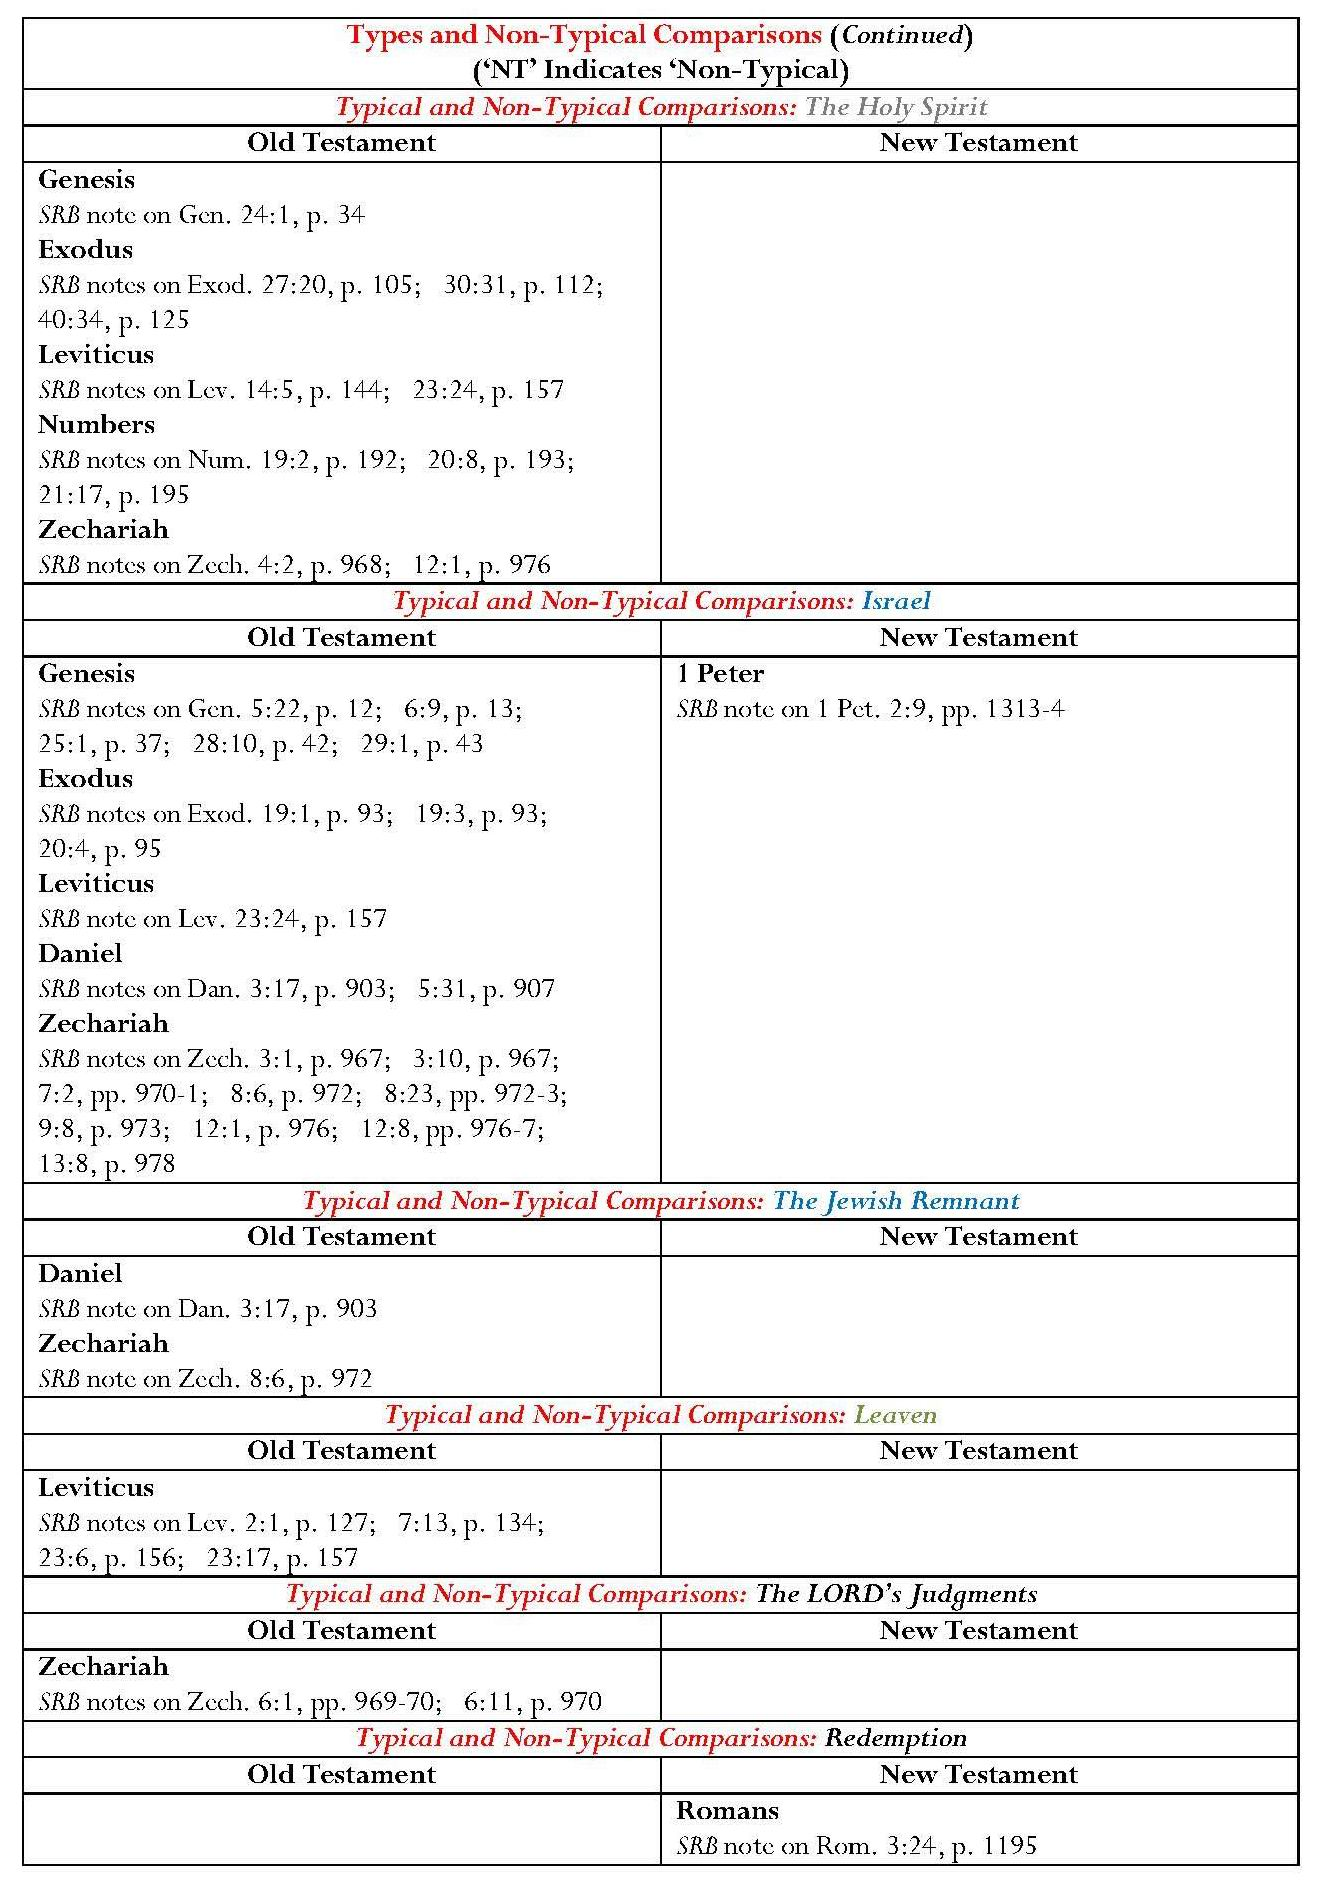 Types and Non-Typical Comparisons (Continued)
(‘NT’ Indicates ‘Non-Typical)
Typical and Non-Typical Comparisons: The Holy Spirit
Old Testament
New Testament
Genesis
SRB note on Gen. 24:1, p. 34
Exodus
SRB notes on Exod. 27:20, p. 105; 30:31, p. 112;
40:34, p. 125
Leviticus
SRB notes on Lev. 14:5, p. 144; 23:24, p. 157
Numbers
SRB notes on Num. 19:2, p. 192; 20:8, p. 193;
21:17, p. 195
Zechariah
SRB notes on Zech. 4:2, p. 968; 12:1, p. 976
Typical and Non-Typical Comparisons: Israel
Old Testament
New Testament
Genesis
SRB notes on Gen. 5:22, p. 12; 6:9, p. 13;
25:1, p. 37; 28:10, p. 42; 29:1, p. 43
Exodus
SRB notes on Exod. 19:1, p. 93; 19:3, p. 93;
20:4, p. 95
Leviticus
SRB note on Lev. 23:24, p. 157
Daniel
SRB notes on Dan. 3:17, p. 903; 5:31, p. 907
Zechariah
SRB notes on Zech. 3:1, p. 967; 3:10, p. 967;
7:2, pp. 970-1; 8:6, p. 972; 8:23, pp. 972-3;
9:8, p. 973; 12:1, p. 976; 12:8, pp. 976-7;
13:8, p. 978
1 Peter
SRB note on 1 Pet. 2:9, pp. 1313-4
Typical and Non-Typical Comparisons: The Jewish Remnant
Old Testament
New Testament
Daniel
SRB note on Dan. 3:17, p. 903
Zechariah
SRB note on Zech. 8:6, p. 972
Typical and Non-Typical Comparisons: Leaven
Old Testament
New Testament
Leviticus
SRB notes on Lev. 2:1, p. 127; 7:13, p. 134;
23:6, p. 156; 23:17, p. 157
Typical and Non-Typical Comparisons: The LORD’s Judgments
Old Testament
New Testament
Zechariah
SRB notes on Zech. 6:1, pp. 969-70; 6:11, p. 970
Typical and Non-Typical Comparisons: Redemption
Old Testament
New Testament
Romans
SRB note on Rom. 3:24, p. 1195